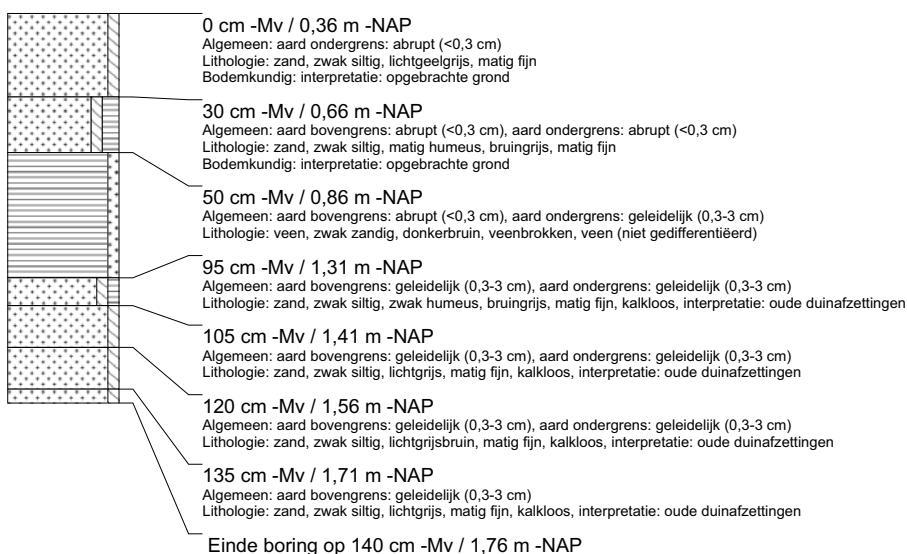 0 cm -Mv / 0,36 m -NAP
Algemeen: aard ondergrens: abrupt (<0,3 cm)
Lithologie: zand, zwak siltig, lichtgeelgrijs, matig fijn
Bodemkundig: interpretatie: opgebrachte grond
30 cm -Mv / 0,66 m -NAP
Algemeen: aard bovengrens: abrupt (<0,3 cm), aard ondergrens: abrupt (<0,3 cm)
Lithologie: zand, zwak siltig, matig humeus, bruingrijs, matig fijn
Bodemkundig: interpretatie: opgebrachte grond
50 cm -Mv / 0,86 m -NAP
Algemeen: aard bovengrens: abrupt (<0,3 cm), aard ondergrens: geleidelijk (0,3-3 cm)
Lithologie: veen, zwak zandig, donkerbruin, veenbrokken, veen (niet gedifferentiëerd)
95 cm -Mv / 1,31 m -NAP
Algemeen: aard bovengrens: geleidelijk (0,3-3 cm), aard ondergrens: geleidelijk (0,3-3 cm)
Lithologie: zand, zwak siltig, zwak humeus, bruingrijs, matig fijn, kalkloos, interpretatie: oude duinafzettingen
105 cm -Mv / 1,41 m -NAP
Algemeen: aard bovengrens: geleidelijk (0,3-3 cm), aard ondergrens: geleidelijk (0,3-3 cm)
Lithologie: zand, zwak siltig, lichtgrijs, matig fijn, kalkloos, interpretatie: oude duinafzettingen
120 cm -Mv / 1,56 m -NAP
Algemeen: aard bovengrens: geleidelijk (0,3-3 cm), aard ondergrens: geleidelijk (0,3-3 cm)
Lithologie: zand, zwak siltig, lichtgrijsbruin, matig fijn, kalkloos, interpretatie: oude duinafzettingen
135 cm -Mv / 1,71 m -NAP
Algemeen: aard bovengrens: geleidelijk (0,3-3 cm)
Lithologie: zand, zwak siltig, lichtgrijs, matig fijn, kalkloos, interpretatie: oude duinafzettingen
Einde boring op 140 cm -Mv / 1,76 m -NAP